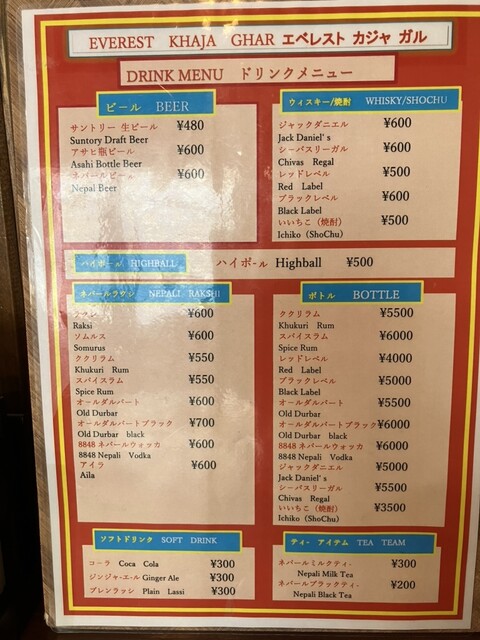 EVEREST KHAJA GHAR エベレスト カジャ ガル
DRINK MENU ドリンクメニュー
ビール BEER
サントリー 生ビール ¥480
Suntory Draft Beer
アサヒ瓶ビール ¥600
Asahi Bottle Beer
ネパールビール ¥600
Nepal Beer
ウィスキー/焼酎 WHISKY/SHOCHU
ジャックダニエル ¥600
Jack Daniel's
シーバスリーガル ¥600
Chivas Regal
レッドレベル ¥500
Red Label
ブラックレベル ¥600
Black Label
いいちこ（焼酎） ¥500
Ichiko（ShoChu）
ハイボール HIGHBALL
ハイボール Highball ¥500
ネパールラクシ NEPALI RAKSHI
¥600
Raksi
ソムルス ¥600
Somurus
ククリラム ¥550
Khukuri Rum
スパイスラム ¥550
Spice Rum
オールダルバート ¥600
Old Durbar
オールダルバートブラック ¥700
Old Durbar black
8848 ネパールウォッカ ¥600
8848 Nepali Vodka
アイラ ¥600
Aila
ボトル BOTTLE
ククリラム ¥5500
Khukuri Rum
スパイスラム ¥6000
Spice Rum
レッドレベル ¥4000
Red Label
ブラックレベル ¥5000
Black Label
オールダルバート ¥5500
Old Durbar
オールダルバートブラック ¥6000
Old Durbar black
8848 ネパールウォッカ ¥6000
8848 Nepali Vodka
ジャックダニエル ¥5000
Jack Daniel's
シーバスリーガル ¥5500
Chivas Regal
いいちこ（焼酎） ¥3500
Ichiko（ShoChu）
ソフトドリンク SOFT DRINK
コーラ Coca Cola ¥300
ジンジャ-エ-ル Ginger Ale ¥300
プレンラッシ Plain Lassi ¥300
ティ- アイテム TEA TEAM
ネパールミルクティ- ¥300
Nepali Milk Tea
ネパールブラックティ- ¥200
Nepali Black Tea